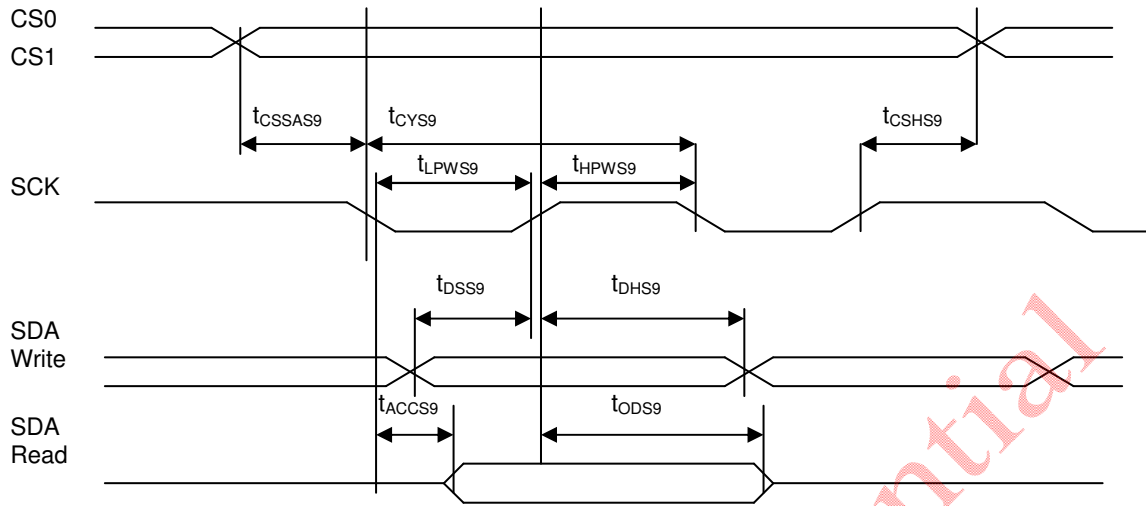 CS0
CS1
tCSSAS9 tCYS9 tCSHS9
tLPWS9 tHPWS9
SCK
tDSS9 tDHS9
SDA
Write
tACCS9 tODS9
SDA
Read
ntial